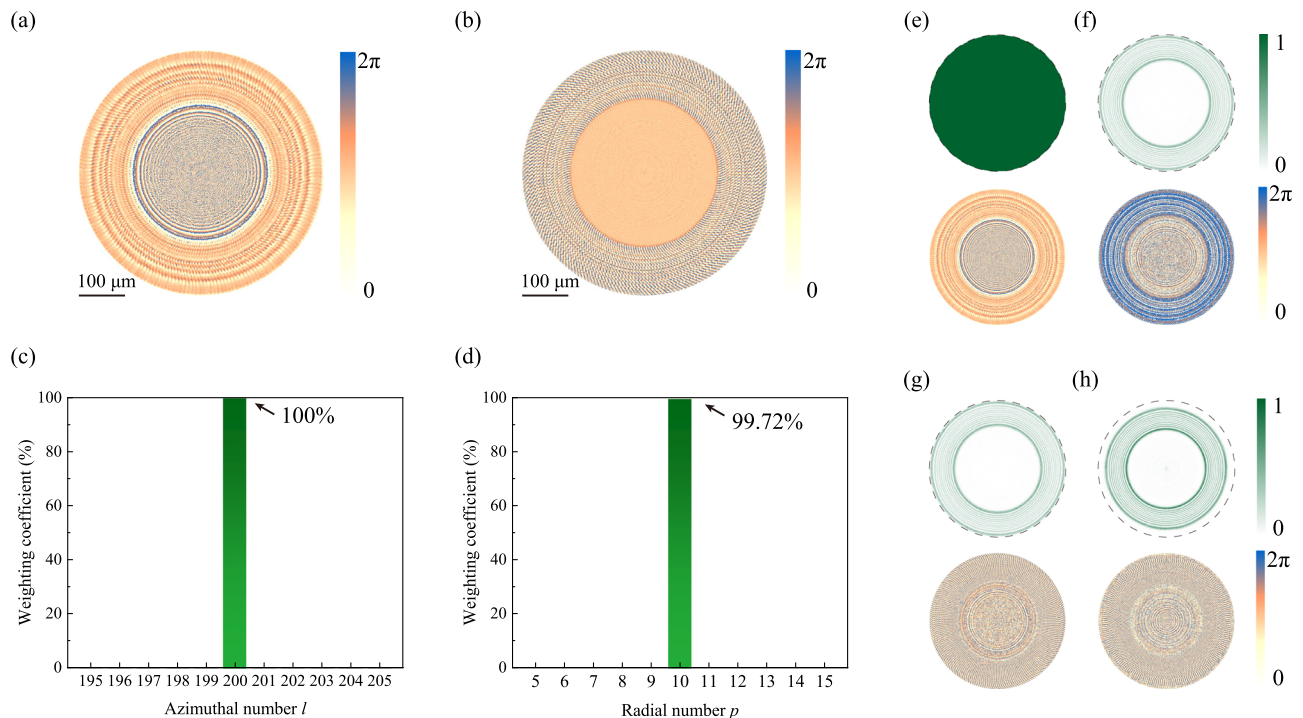 (a)
2π
0
100 μm
(b)
2π
0
100 μm
(e)
(f)
1
0
2π
0
(c)
Weighting coefficient (%)
100
80
60
40
20
0
100%
195 196 197 198 199 200 201 202 203 204 205
Azimuthal number l
(d)
Weighting coefficient (%)
100
80
60
40
20
0
99.72%
5 6 7 8 9 10 11 12 13 14 15
Radial number p
(g)
(h)
1
0
2π
0